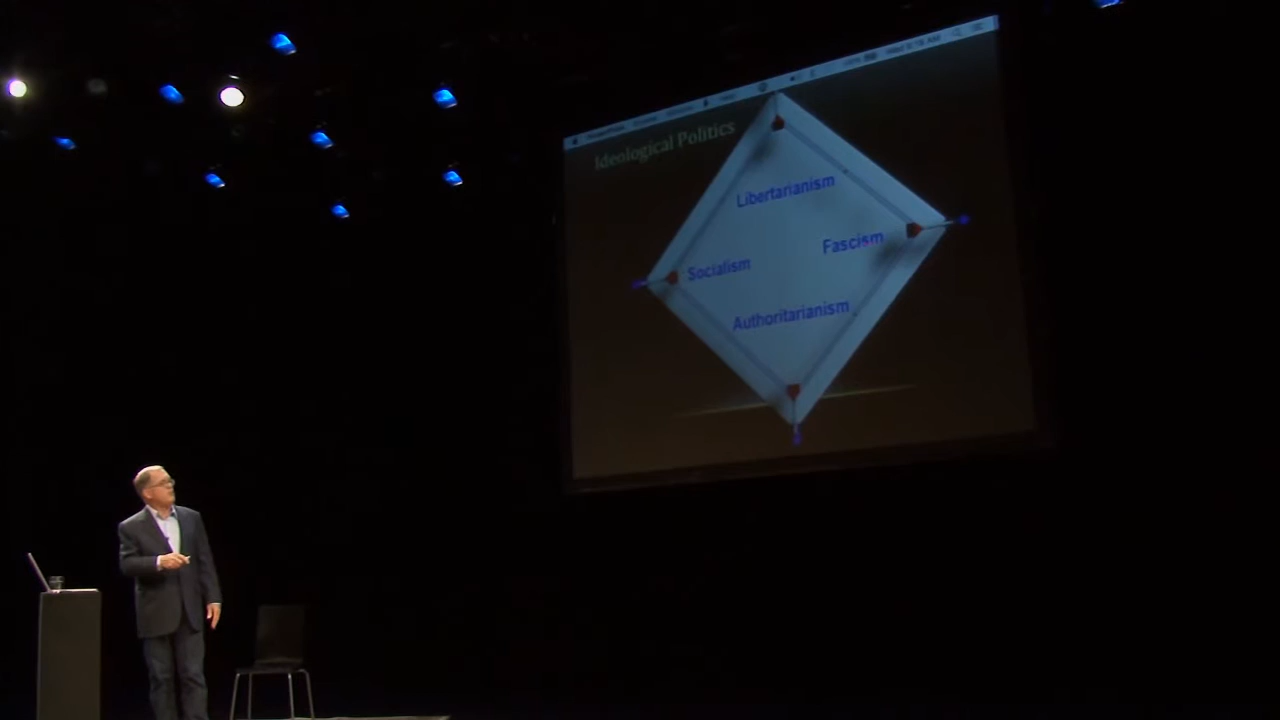 Ideological Politics
Libertarianism
Fascism
Socialism
Authoritarianism